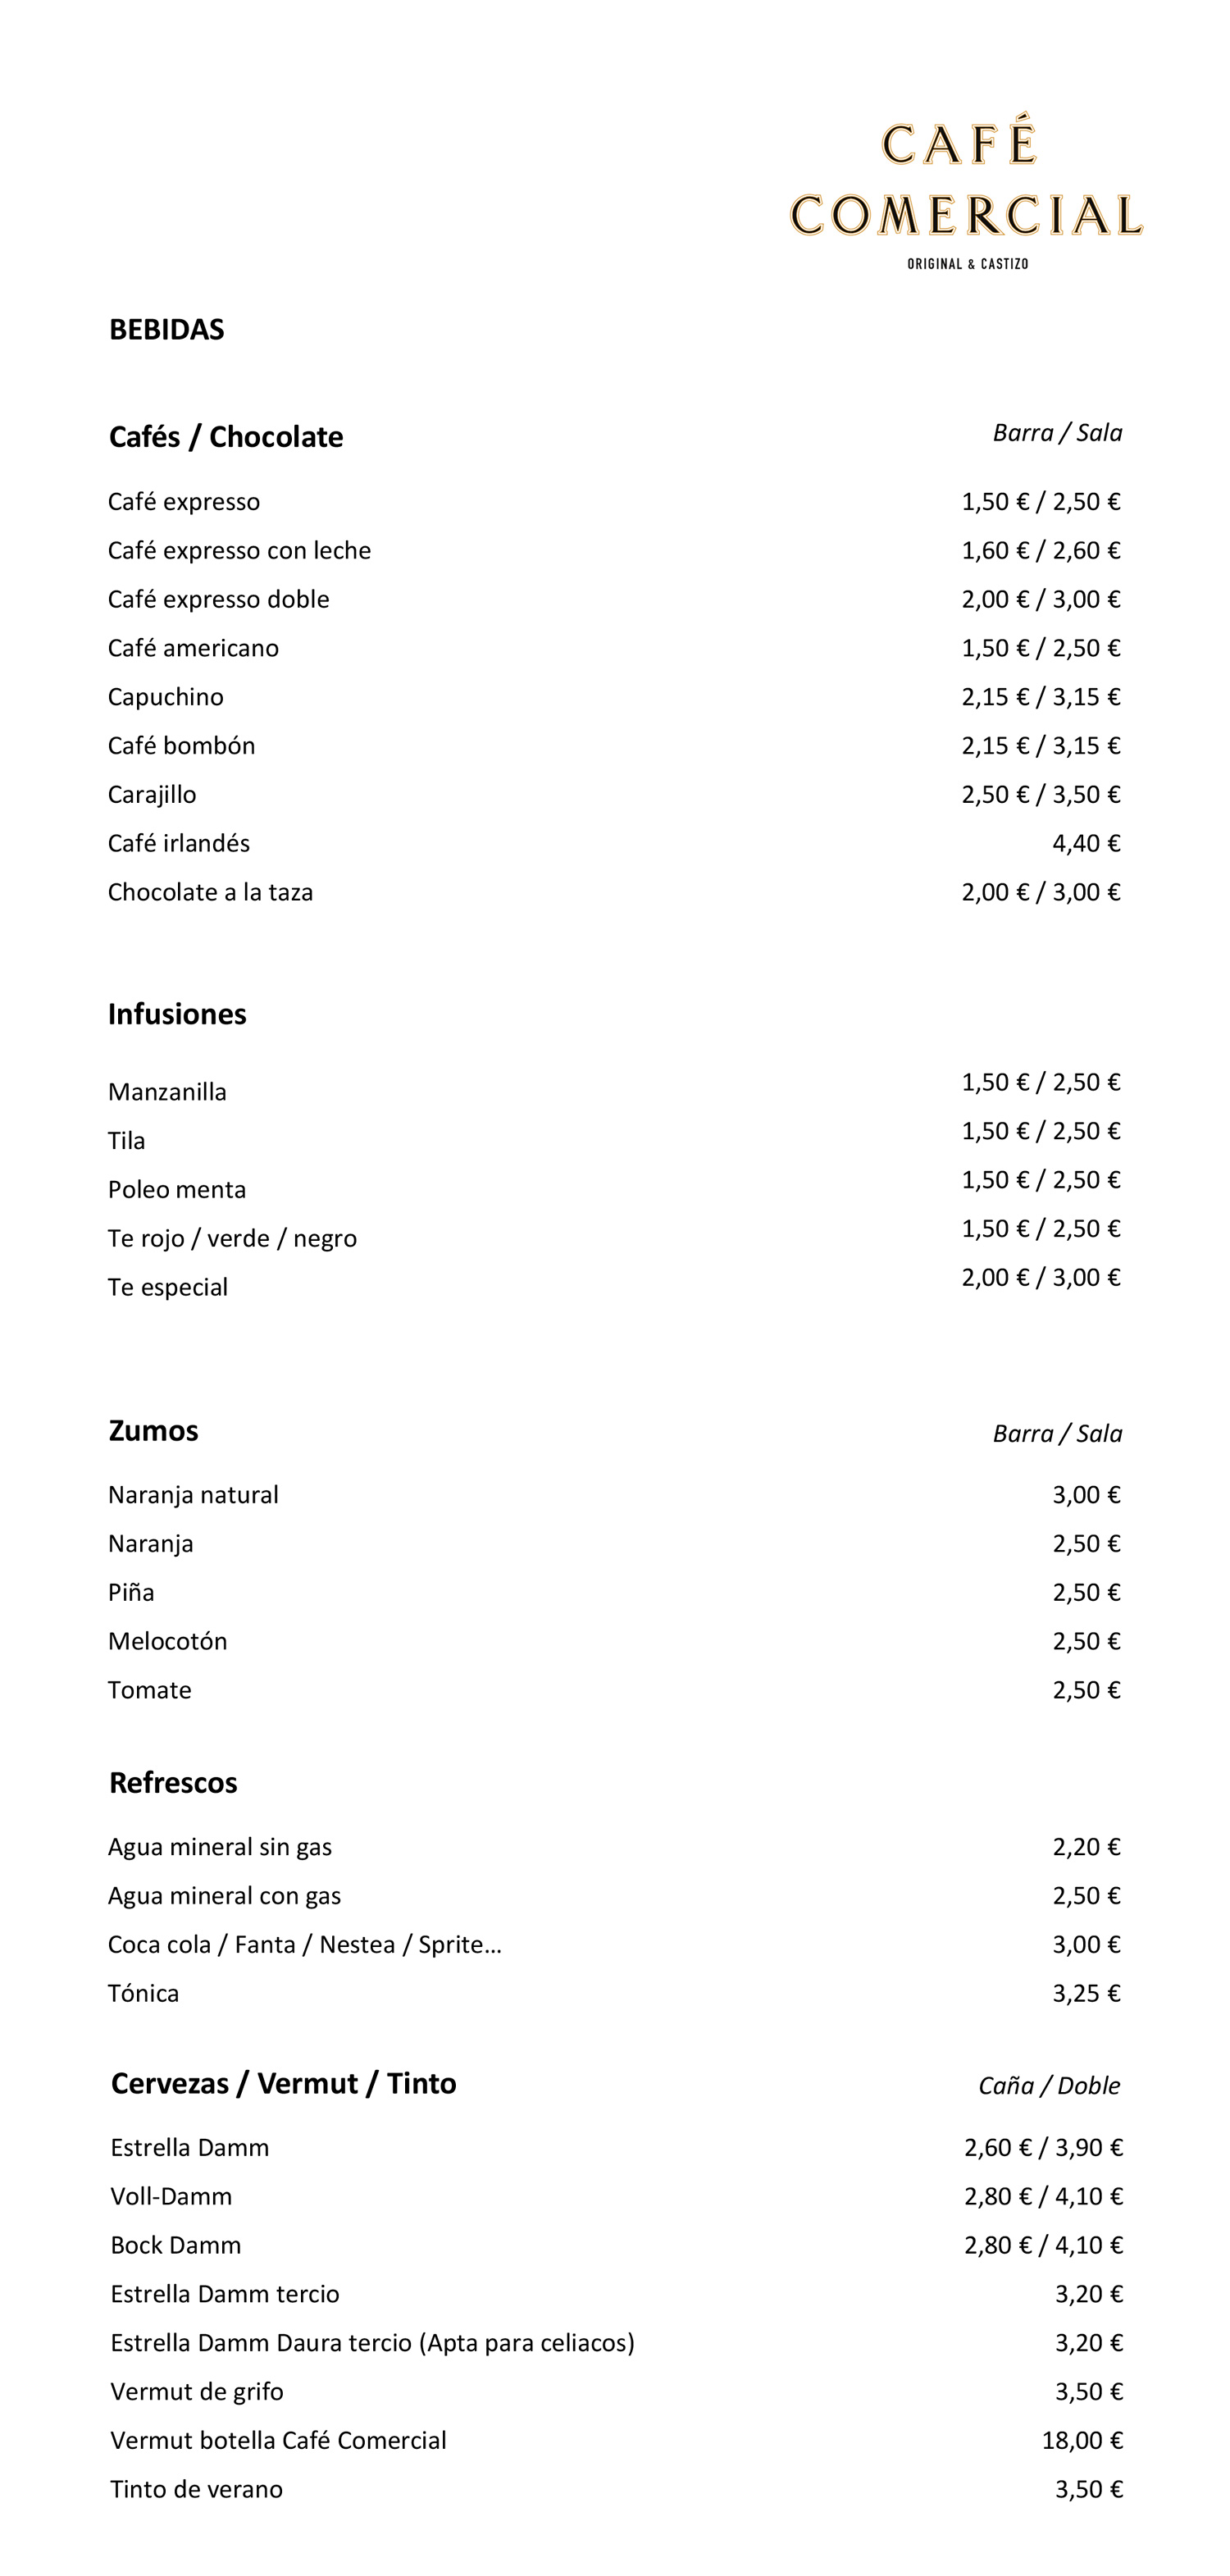 CAFÉ
COMERCIAL
ORIGINAL & CASTIZO
BEBIDAS
Cafés / Chocolate Barra / Sala
Café expresso 1,50 € / 2,50 €
Café expresso con leche 1,60 € / 2,60 €
Café expresso doble 2,00 € / 3,00 €
Café americano 1,50 € / 2,50 €
Capuchino 2,15 € / 3,15 €
Café bombón 2,15 € / 3,15 €
Carajillo 2,50 € / 3,50 €
Café irlandés 4,40 €
Chocolate a la taza 2,00 € / 3,00 €
Infusiones
Manzanilla 1,50 € / 2,50 €
Tila 1,50 € / 2,50 €
Poleo menta 1,50 € / 2,50 €
Te rojo / verde / negro 1,50 € / 2,50 €
Te especial 2,00 € / 3,00 €
Zumos Barra / Sala
Naranja natural 3,00 €
Naranja 2,50 €
Piña 2,50 €
Melocotón 2,50 €
Tomate 2,50 €
Refrescos
Agua mineral sin gas 2,20 €
Agua mineral con gas 2,50 €
Coca cola / Fanta / Nestea / Sprite... 3,00 €
Tónica 3,25 €
Cervezas / Vermut / Tinto Caña / Doble
Estrella Damm 2,60 € / 3,90 €
Voll-Damm 2,80 € / 4,10 €
Bock Damm 2,80 € / 4,10 €
Estrella Damm tercio 3,20 €
Estrella Damm Daura tercio (Apta para celiacos) 3,20 €
Vermut de grifo 3,50 €
Vermut botella Café Comercial 18,00 €
Tinto de verano 3,50 €